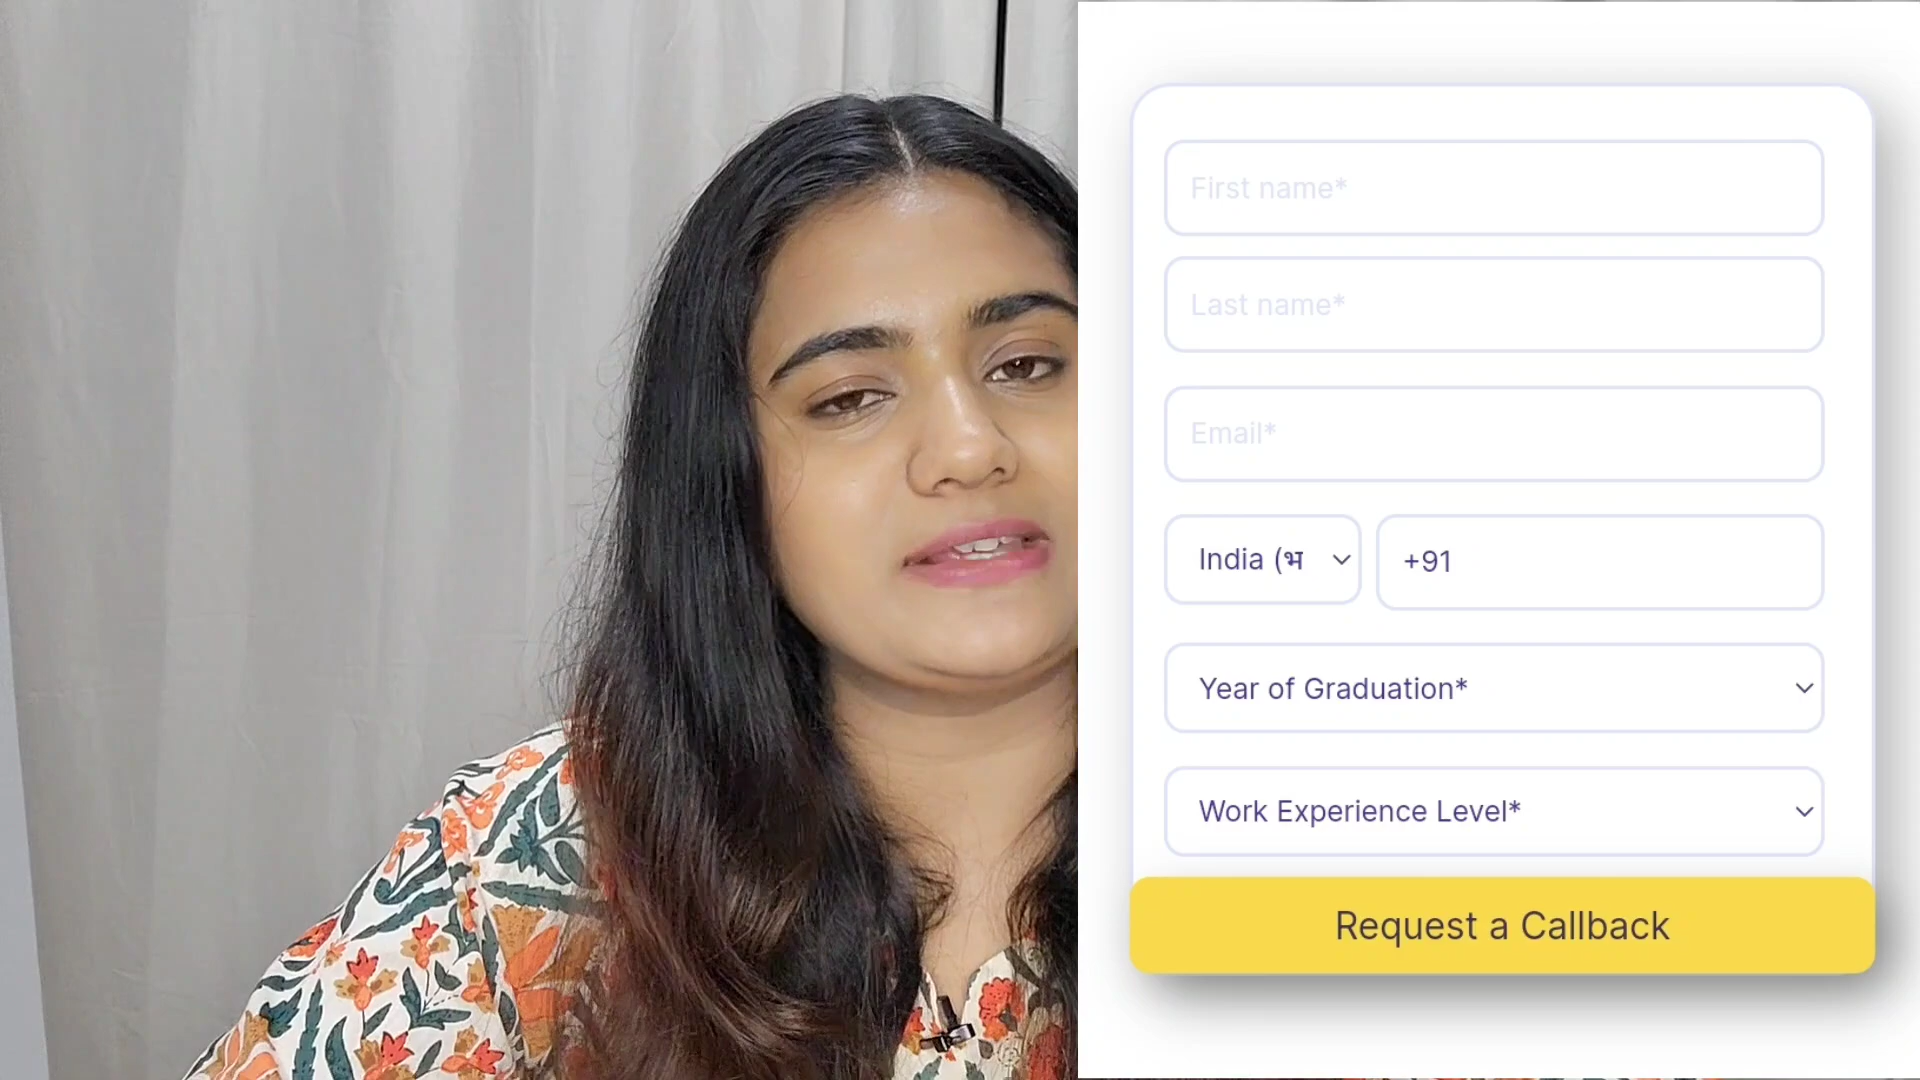 First name*
Last name*
Email*
India (भ
+91
Year of Graduation*
Work Experience Level*
Request a Callback